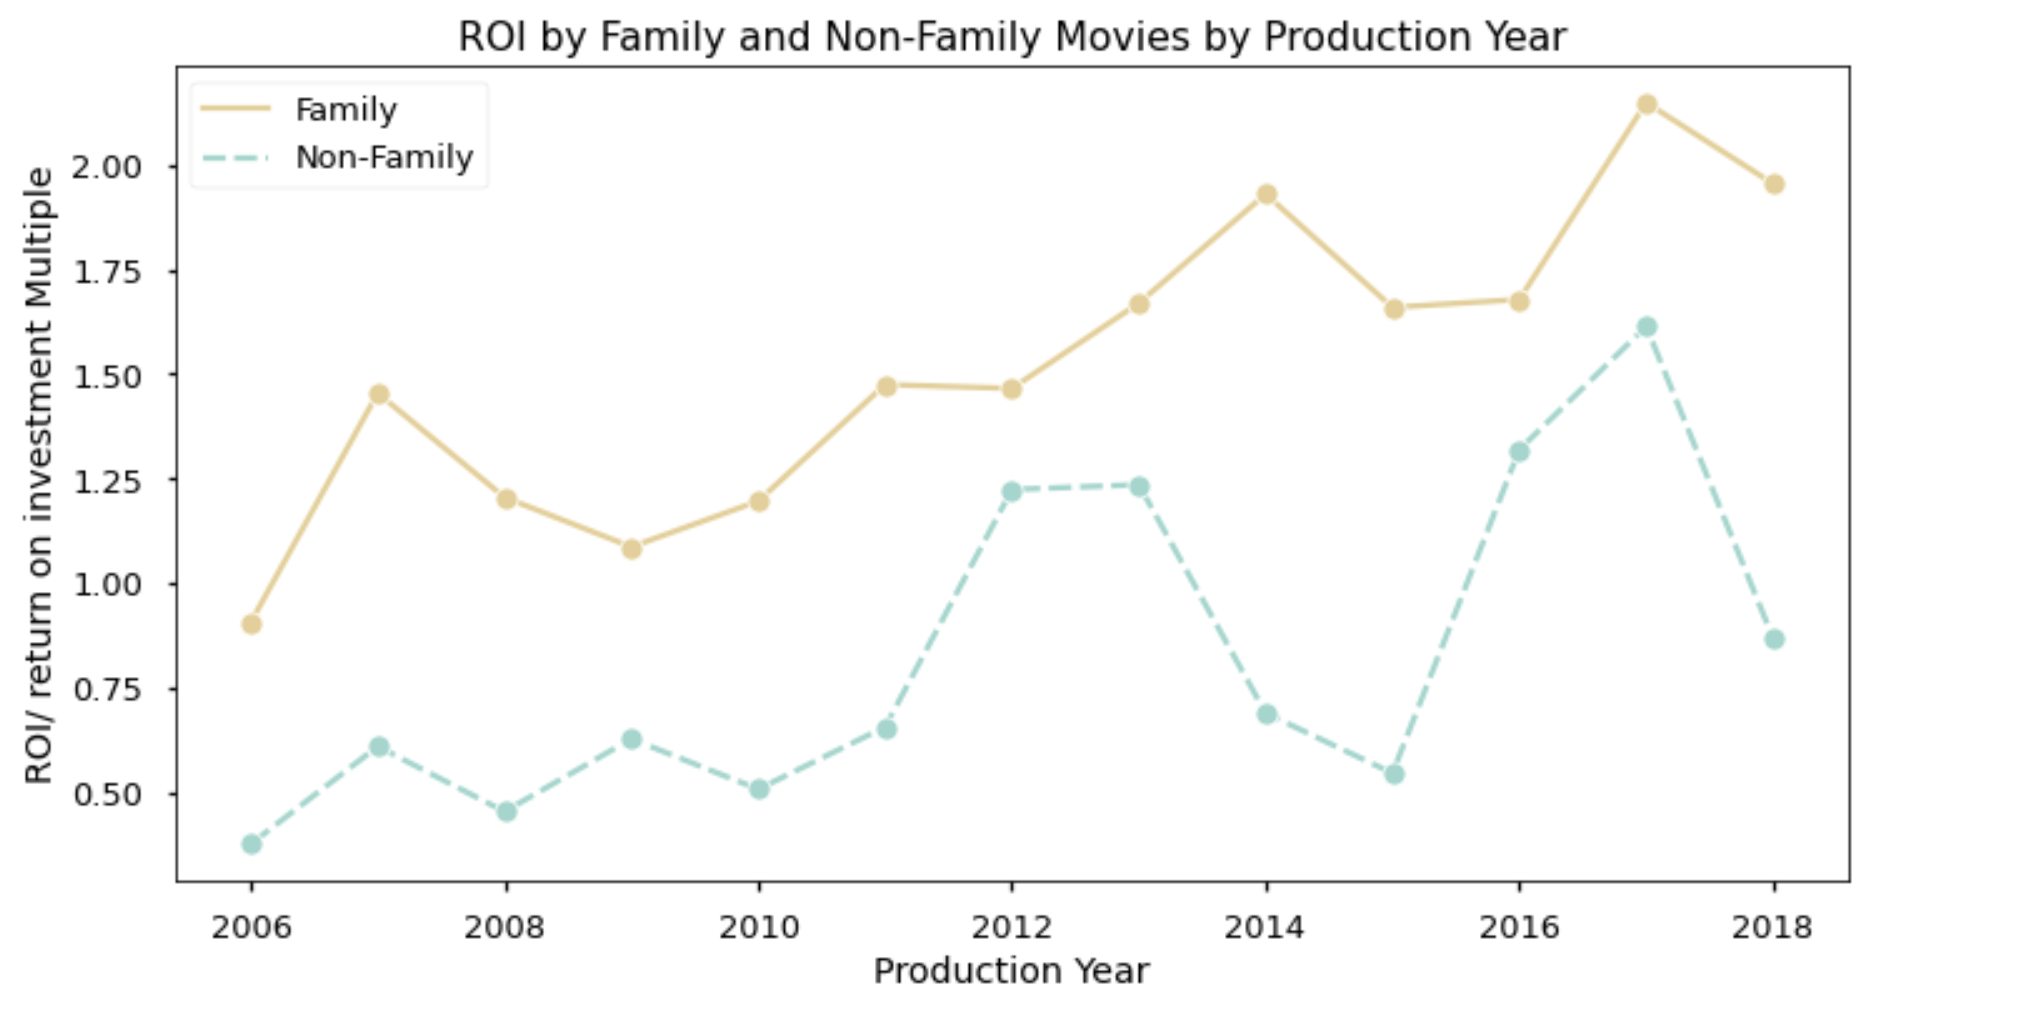 ROI by Family and Non-Family Movies by Production Year
Family
Non-Family
ROI/ return on investment Multiple
2.00
1.75
1.50
1.25
1.00
0.75
0.50
2006 2008 2010 2012 2014 2016 2018
Production Year